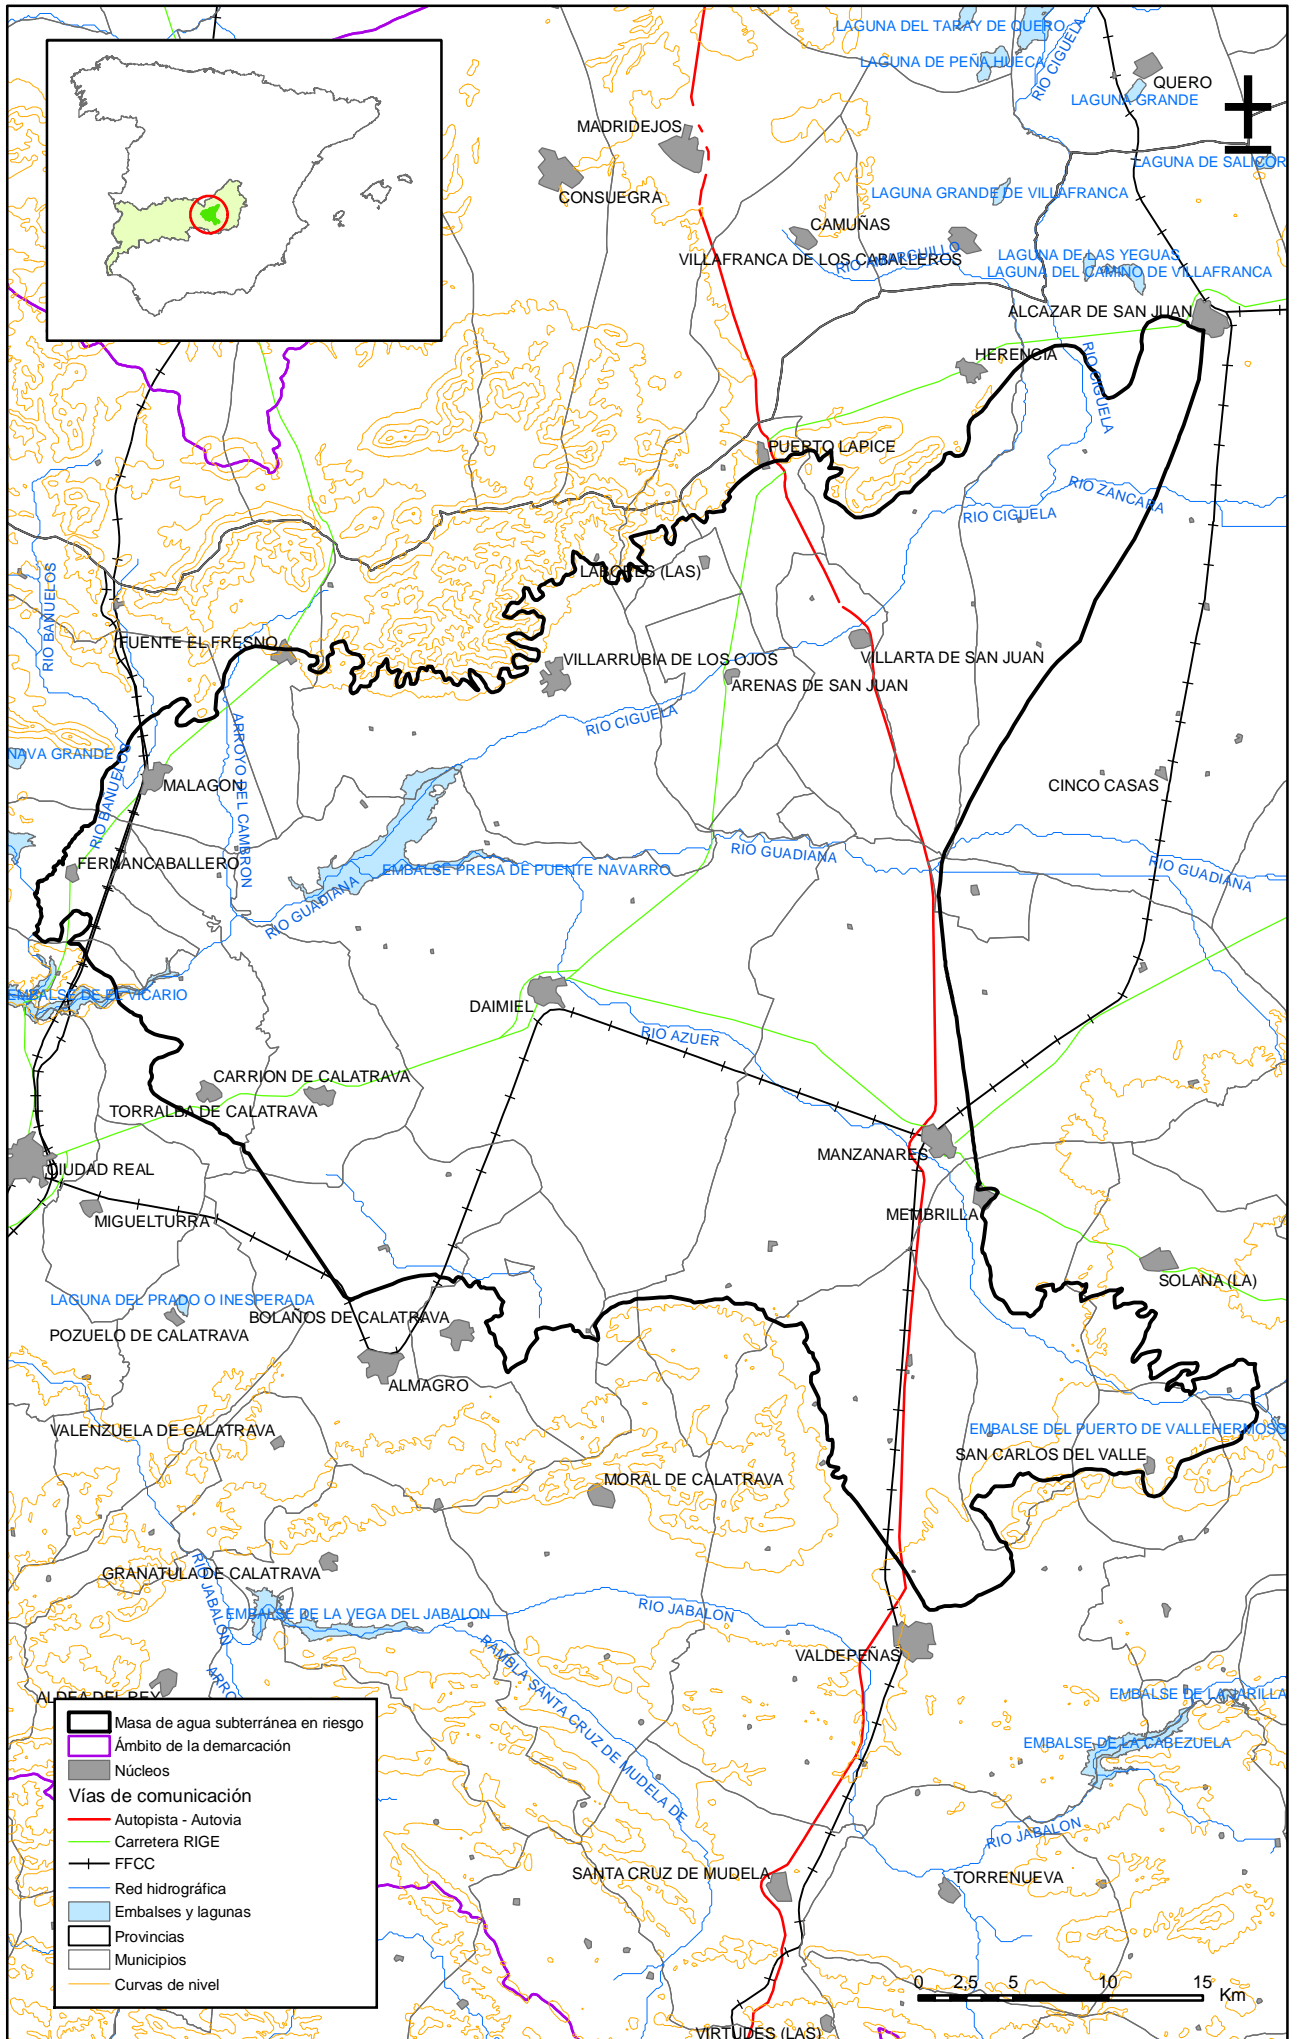 LAGUNA DEL TARAY DE QUERO
LAGUNA DE PEÑA HUECA
RIO CIGUELA
QUERO
LAGUNA GRANDE
MADRIDEJOS
LAGUNA DE SALICOR
CONSUEGRA
LAGUNA GRANDE DE VILLAFRANCA
CAMUÑAS
VILLAFRANCA DE LOS CABALLEROS
RIO AMARGUILLO
LAGUNA DE LAS YEGUAS
LAGUNA DEL CAMINO DE VILLAFRANCA
ALCAZAR DE SAN JUAN
HERENCIA
RIO CIGUELA
PUERTO LAPICE
RIO ZANCARA
RIO CIGUELA
LABORES (LAS)
RIO BAÑUELOS
FUENTE EL FRESNO
VILLARRUBIA DE LOS OJOS
VILLARTA DE SAN JUAN
ARENAS DE SAN JUAN
RIO CIGUELA
ARROYO DEL CAMBRON
NAVA GRANDE
RIO BAÑUELOS
MALAGON
CINCO CASAS
FERNANCABALLERO
EMBALSE PRESA DE PUENTE NAVARRO
RIO GUADIANA
RIO GUADIANA
RIO GUADIANA
EMBALSE DE EL VICARIO
DAIMIEL
RIO AZUER
CARRION DE CALATRAVA
TORRALBA DE CALATRAVA
MANZANARES
CIUDAD REAL
MIGUELTURRA
MEMBRILLA
SOLANA (LA)
LAGUNA DEL PRADO O INESPERADA
BOLAÑOS DE CALATRAVA
POZUELO DE CALATRAVA
ALMAGRO
VALENZUELA DE CALATRAVA
EMBALSE DEL PUERTO DE VALLEHERMOSO
SAN CARLOS DEL VALLE
MORAL DE CALATRAVA
GRANATULA DE CALATRAVA
RIO JABALON
EMBALSE DE LA VEGA DEL JABALON
RIO JABALON
RAMBLA SANTA CRUZ DE MUDELA DE
VALDEPEÑAS
ALDEA DEL REY
ARRO
EMBALSE DE LA JARILLA
EMBALSE DE LA CABEZUELA
RIO JABALON
SANTA CRUZ DE MUDELA
TORRENUEVA
VIRTUDES (LAS)
Masa de agua subterránea en riesgo
Ámbito de la demarcación
Núcleos
Vías de comunicación
Autopista - Autovia
Carretera RIGE
FFCC
Red hidrográfica
Embalses y lagunas
Provincias
Municipios
Curvas de nivel
0 2,5 5 10 15
Km